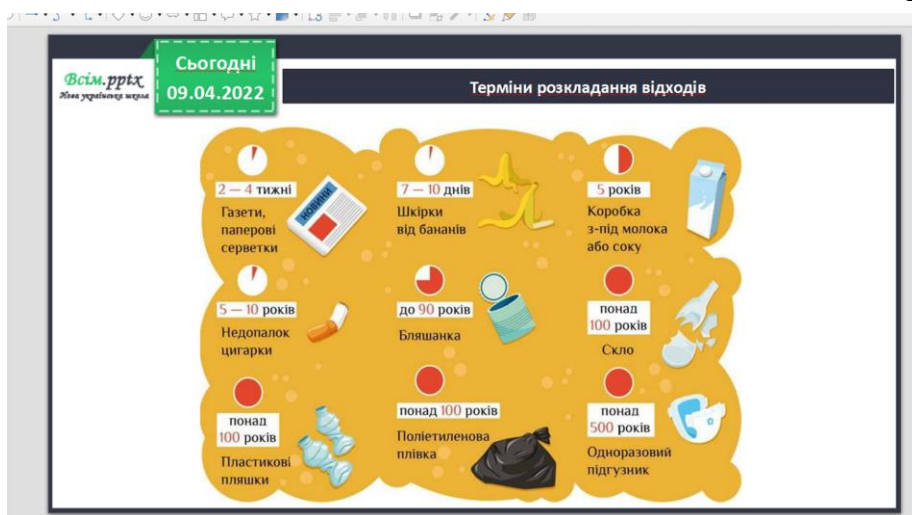 Всім.pptx
Нова українська школа
Сьогодні
09.04.2022
Терміни розкладання відходів
2 — 4 тижні
Газети,
паперові
серветки
НОВИНИ
7 — 10 днів
Шкірки
від бананів
5 років
Коробка
з-під молока
або соку
5 — 10 років
Недопалок
цигарки
до 90 років
Бляшанка
понад
100 років
Скло
понад
100 років
Пластикові
пляшки
понад 100 років
Поліетиленова
плівка
понад
500 років
Одноразовий
підгузник